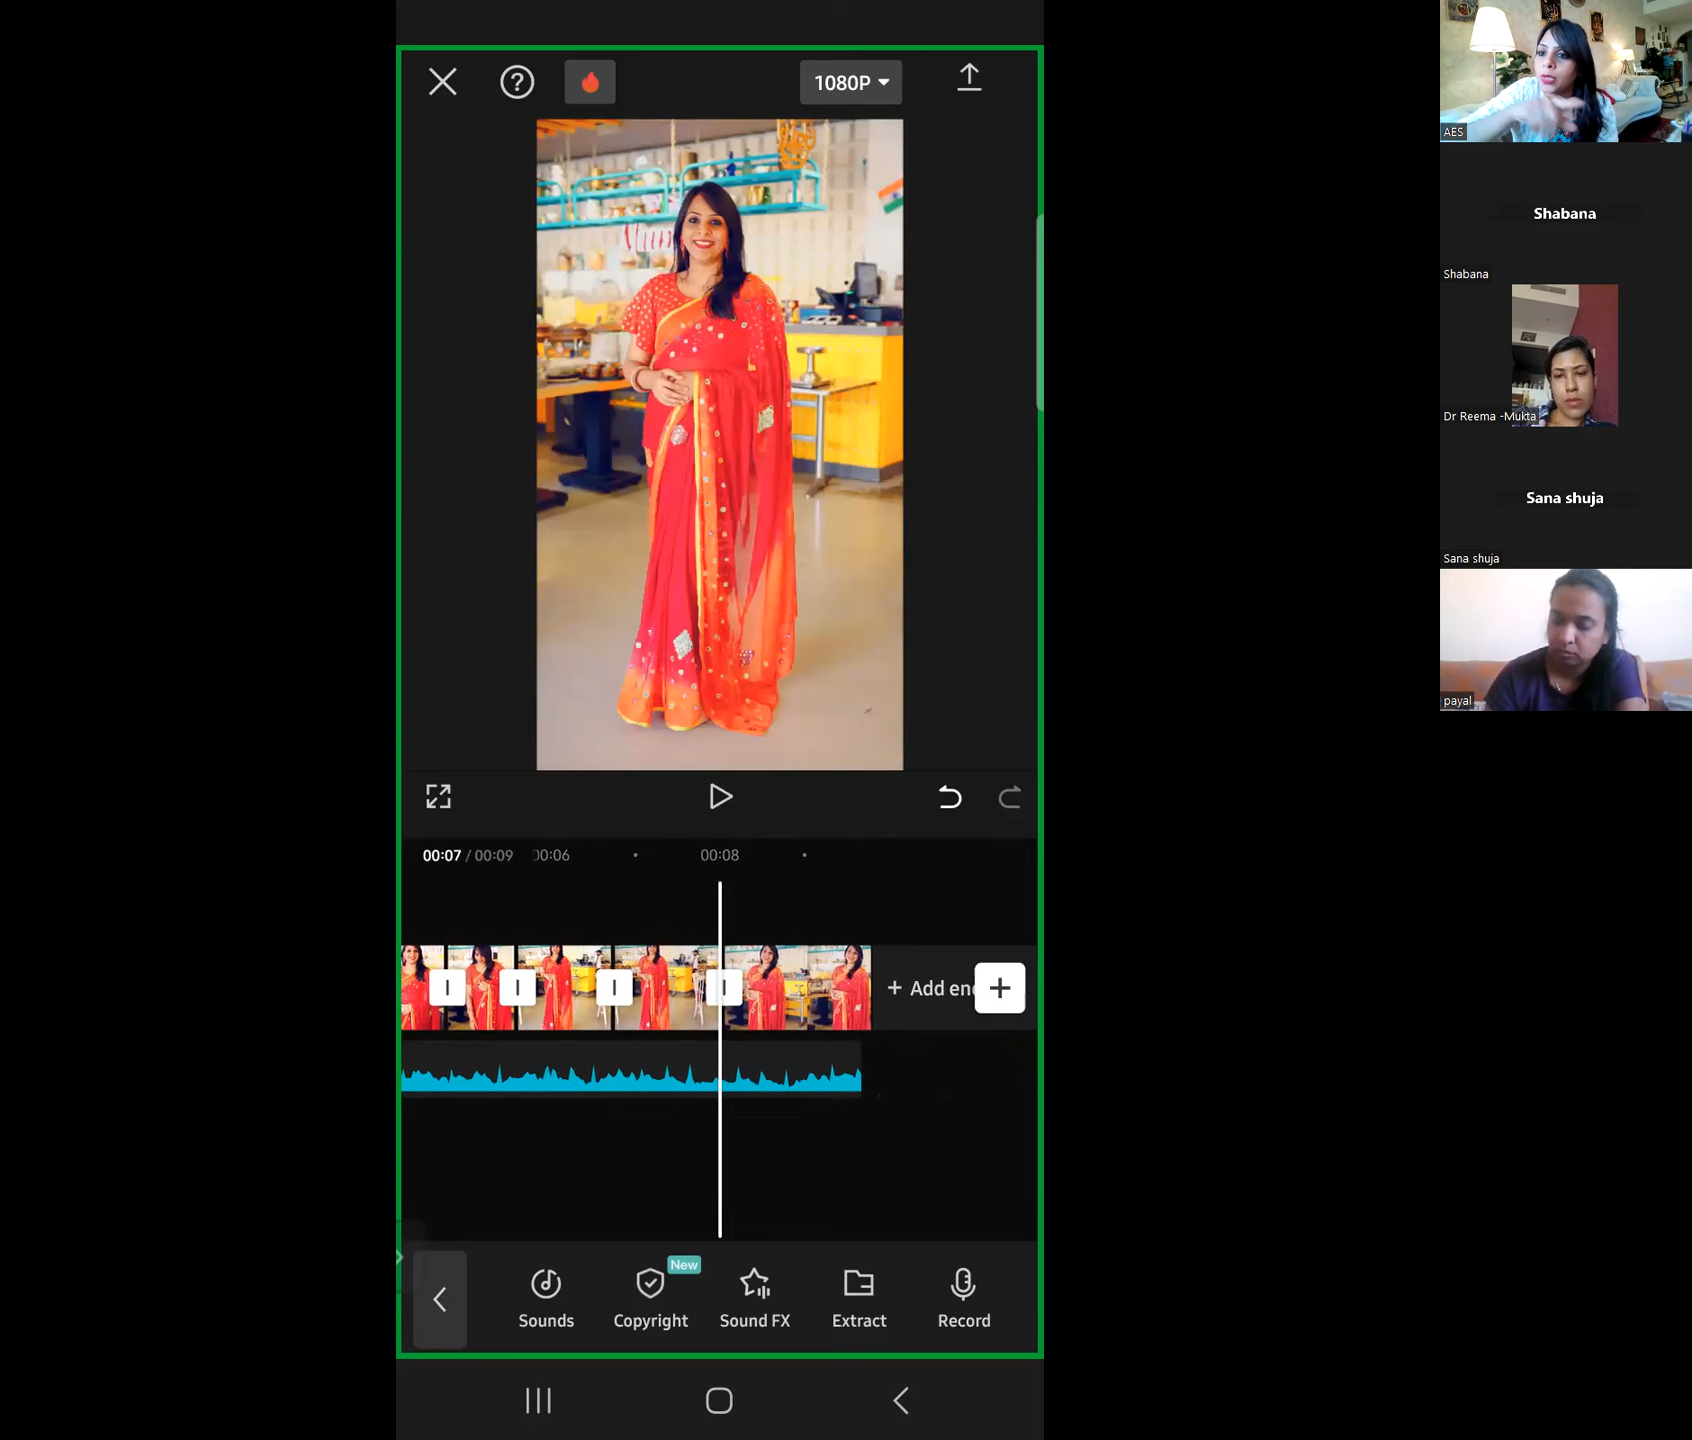 1080P
AES
Shabana
Shabana
Dr Reema -Mukta
Sana shuja
Sana shuja
payal
00:07 / 00:09
00:06
00:08
+ Add en
New
Sounds
Copyright
Sound FX
Extract
Record